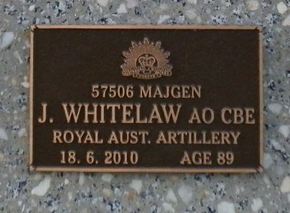 57506 MAJGEN
J. WHITELAW AO CBE
ROYAL AUST. ARTILLERY
18. 6. 2010 AGE 89